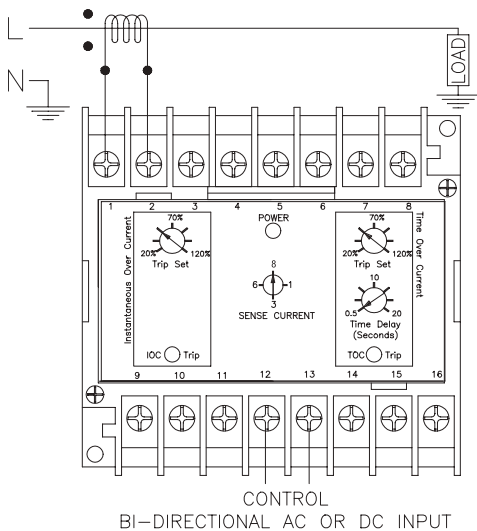 L
LOAD
N
1 2 3 4 5 6 7 8
Instantaneous Over Current
70%
20% 120%
Trip Set
IOC Trip
POWER
8
6 1
3
SENSE CURRENT
70%
20% 120%
Trip Set
10
0.5 20
Time Delay
(Seconds)
TOC Trip
Time Over Current
9 10 11 12 13 14 15 16
CONTROL
BI-DIRECTIONAL AC OR DC INPUT